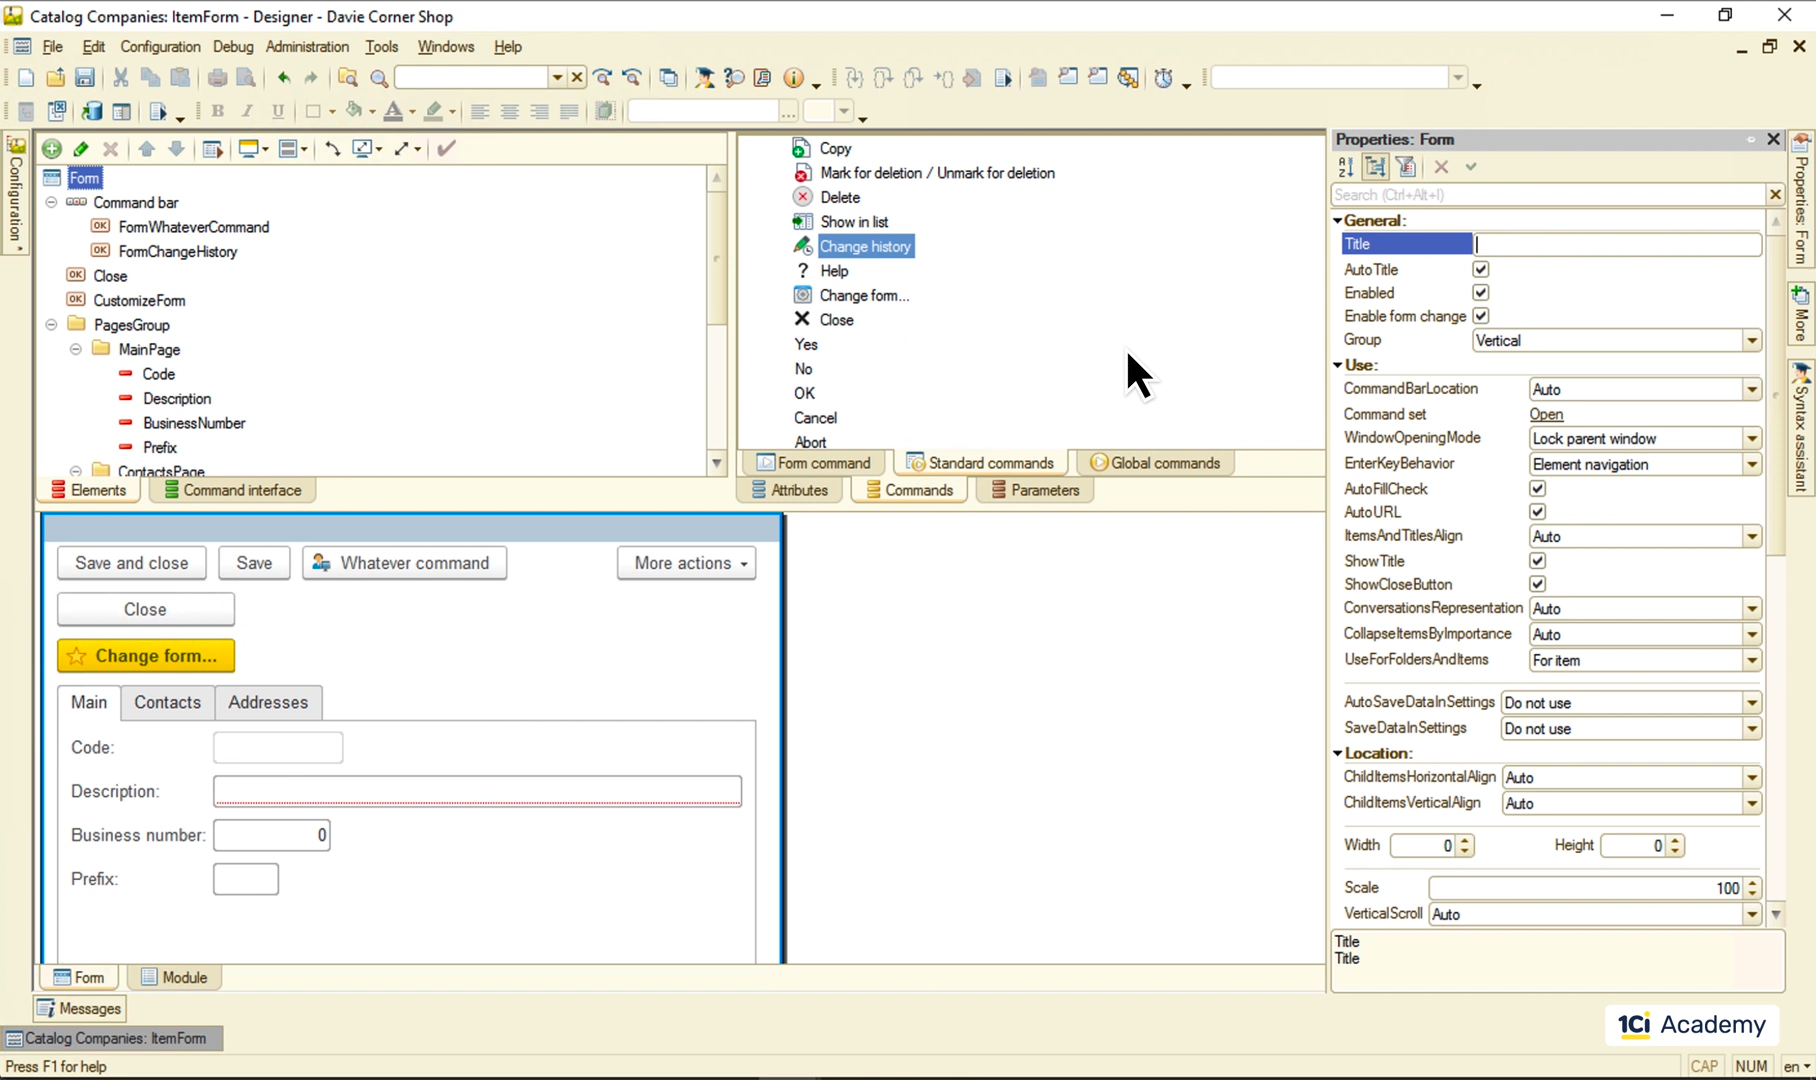 Catalog Companies: ItemForm - Designer - Davie Corner Shop
File Edit Configuration Debug Administration Tools Windows Help
Configuration
Form
Command bar
FormWhateverCommand
FormChangeHistory
Close
CustomizeForm
PagesGroup
MainPage
Code
Description
BusinessNumber
Prefix
ContactsPage
Elements Command interface
Copy
Mark for deletion / Unmark for deletion
Delete
Show in list
Change history
? Help
Change form...
Close
Yes
No
OK
Cancel
Abort
Form command Standard commands Global commands
Attributes Commands Parameters
Save and close Save Whatever command More actions
Close
Change form...
Main Contacts Addresses
Code:
Description:
Business number: 0
Prefix:
Form Module
Messages
Catalog Companies: ItemForm
Press F1 for help
Properties: Form
Search (Ctrl+Alt+I)
General:
Title
AutoTitle
Enabled
Enable form change
Group Vertical
Use:
CommandBarLocation Auto
Command set Open
WindowOpeningMode Lock parent window
EnterKeyBehavior Element navigation
AutoFillCheck
AutoURL
ItemsAndTitlesAlign Auto
ShowTitle
ShowCloseButton
ConversationsRepresentation Auto
CollapseItemsByImportance Auto
UseForFoldersAndItems For item
AutoSaveDataInSettings Do not use
SaveDataInSettings Do not use
Location:
ChildItemsHorizontalAlign Auto
ChildItemsVerticalAlign Auto
Width 0 Height 0
Scale 100
VerticalScroll Auto
Title
Title
Properties: Form
More
Syntax assistant
1Ci Academy
CAP NUM en